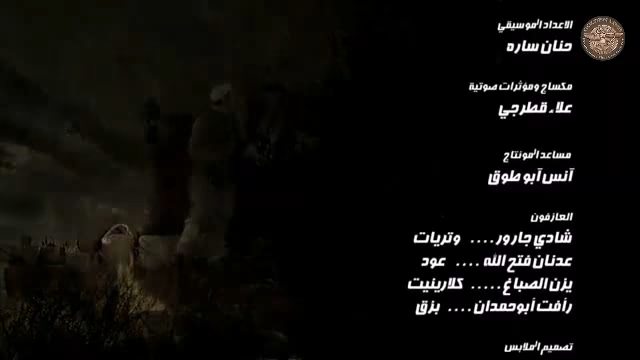 الاعداد الموسيقي
حنان ساره
مكساج ومؤثرات صوتية
علاء قطرجي
مساعد المونتاج
آنس آبو طوق
العازفون
شادي جارور .... وتريات
عدنان فتح الله .... عود
يزن الصباغ ..... كلارينيت
رأفت أبوحمدان .... بزق
تصميم الملابس